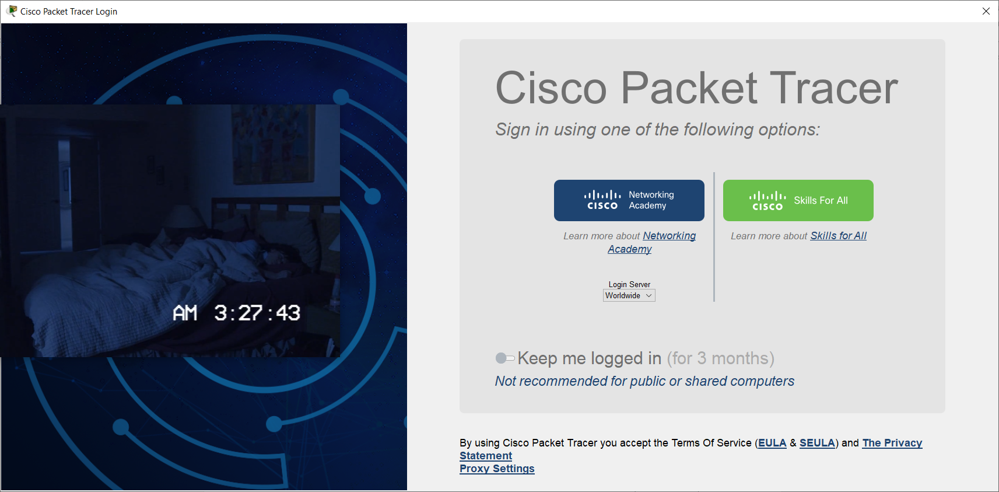 Cisco Packet Tracer Login
Cisco Packet Tracer
Sign in using one of the following options:
CISCO Networking
Academy
CISCO Skills For All
Learn more about Networking
Academy
Learn more about Skills for All
Login Server
Worldwide
AM 3:27:43
Keep me logged in (for 3 months)
Not recommended for public or shared computers
By using Cisco Packet Tracer you accept the Terms Of Service (EULA & SEULA) and The Privacy
Statement
Proxy Settings